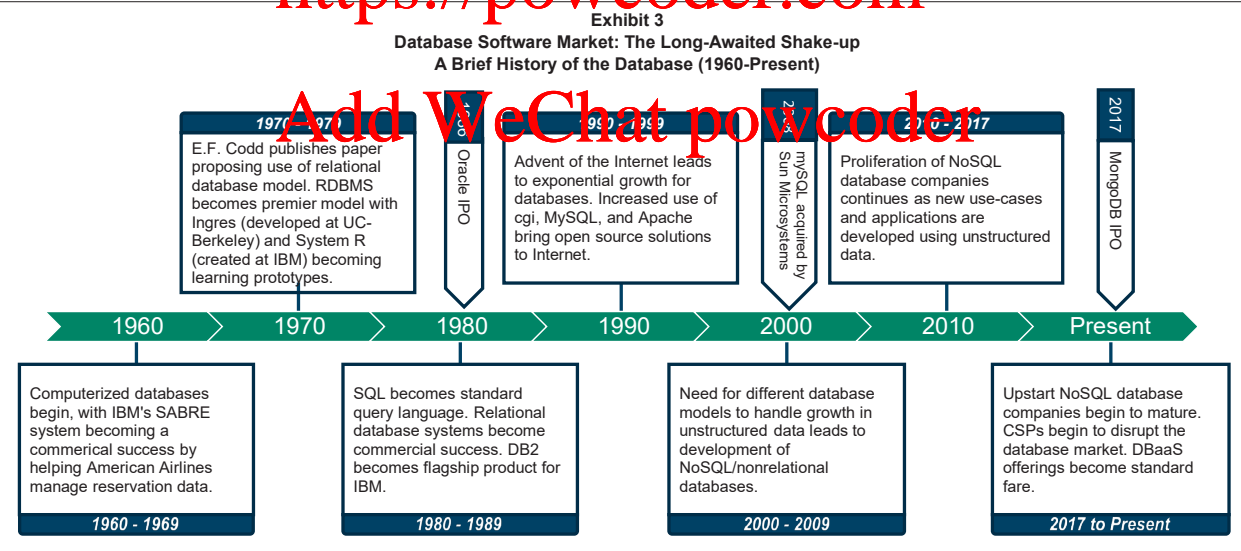 https://powcoder.com
Exhibit 3
Database Software Market: The Long-Awaited Shake-up
A Brief History of the Database (1960-Present)
Add WeChat powcoder
1970 - 1979
E.F. Codd publishes paper
proposing use of relational
database model. RDBMS
becomes premier model with
Ingres (developed at UC-
Berkeley) and System R
(created at IBM) becoming
learning prototypes.
Oracle IPO
1990 - 1999
Advent of the Internet leads
to exponential growth for
databases. Increased use of
cgi, MySQL, and Apache
bring open source solutions
to Internet.
mySQL acquired by
Sun Microsystems
2010 - 2017
Proliferation of NoSQL
database companies
continues as new use-cases
and applications are
developed using unstructured
data.
2017
MongoDB IPO
1960
1970
1980
1990
2000
2010
Present
Computerized databases
begin, with IBM's SABRE
system becoming a
commerical success by
helping American Airlines
manage reservation data.
1960 - 1969
SQL becomes standard
query language. Relational
database systems become
commercial success. DB2
becomes flagship product for
IBM.
1980 - 1989
Need for different database
models to handle growth in
unstructured data leads to
development of
NoSQL/nonrelational
databases.
2000 - 2009
Upstart NoSQL database
companies begin to mature.
CSPs begin to disrupt the
database market. DBaaS
offerings become standard
fare.
2017 to Present